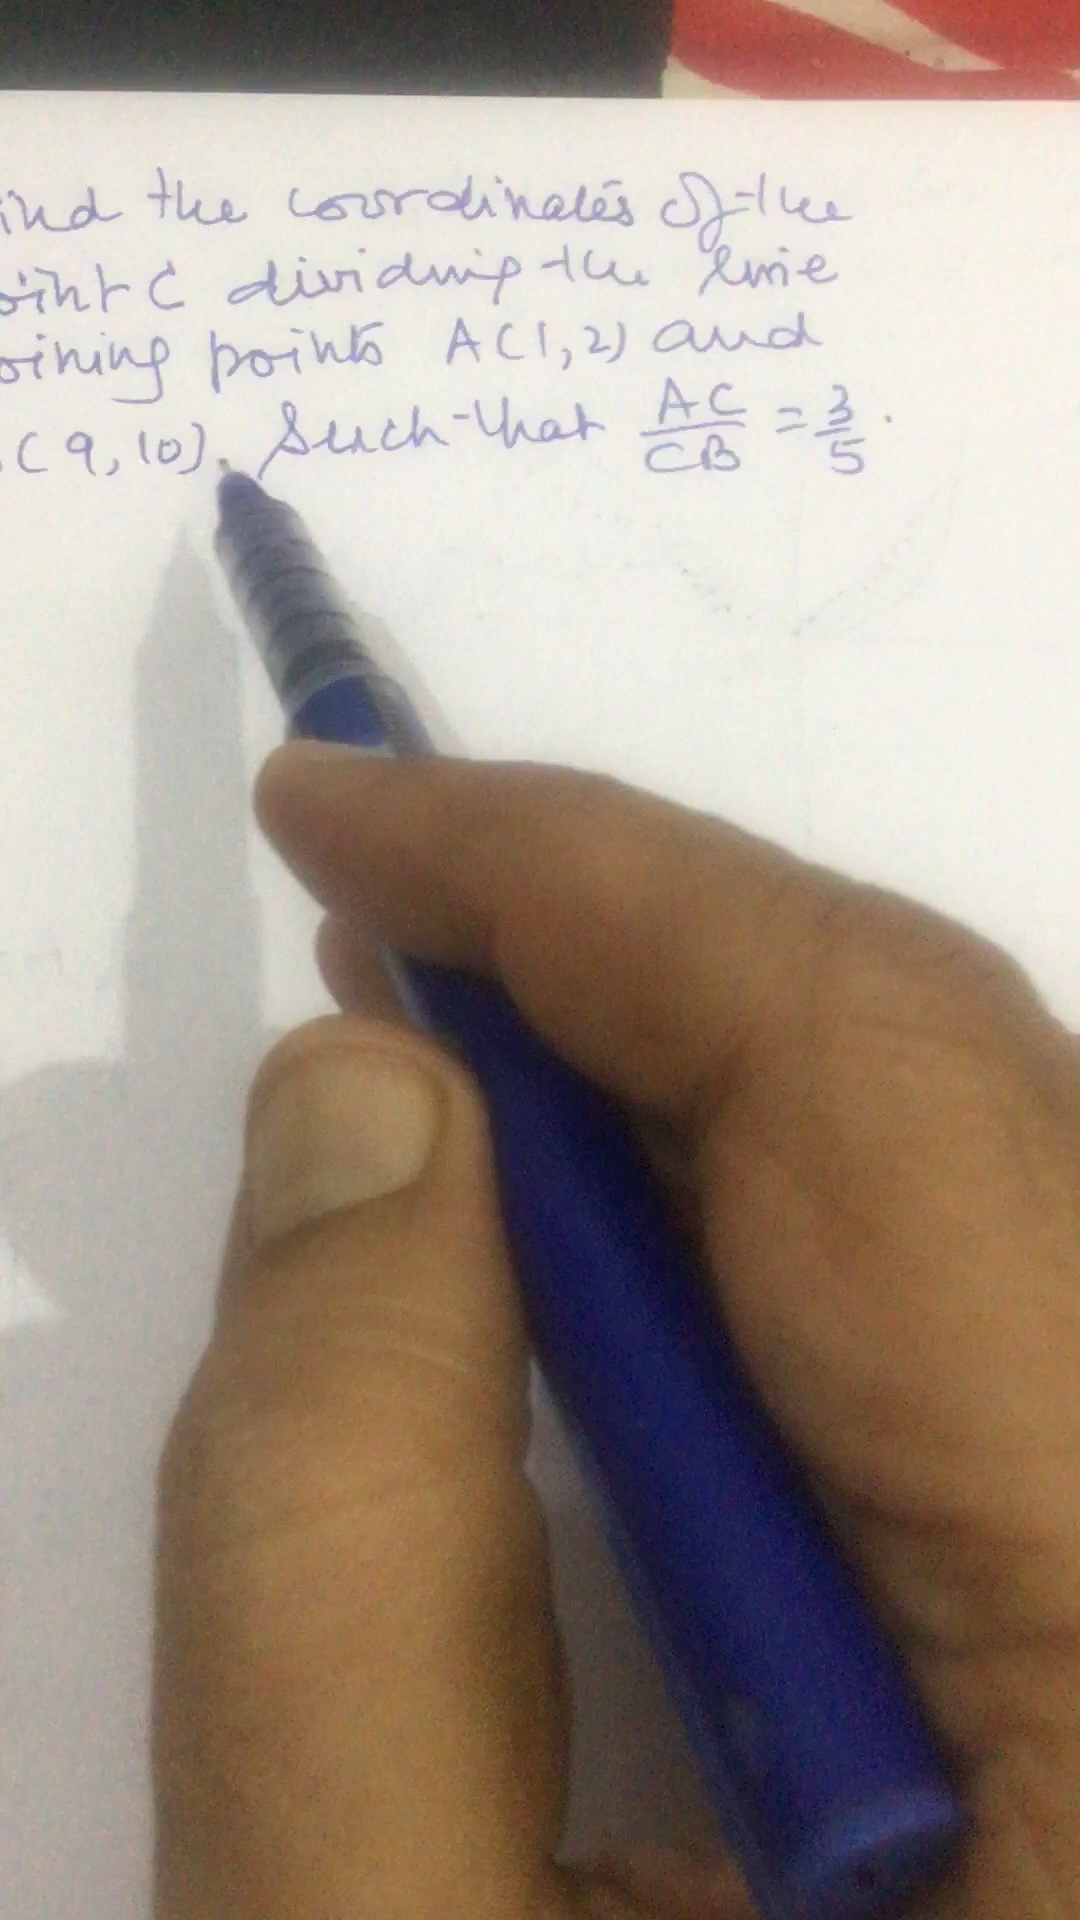 ind the coordinates of the
oint C dividing the line
oining points A(1,2) and
(9,10). Such that AC/CB = 3/5.